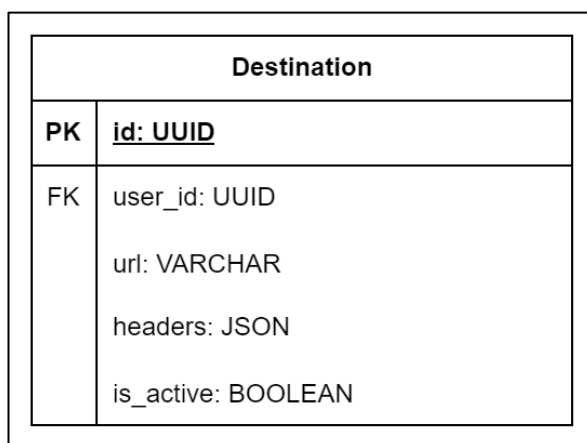 Destination
PK id: UUID
FK user_id: UUID
url: VARCHAR
headers: JSON
is_active: BOOLEAN